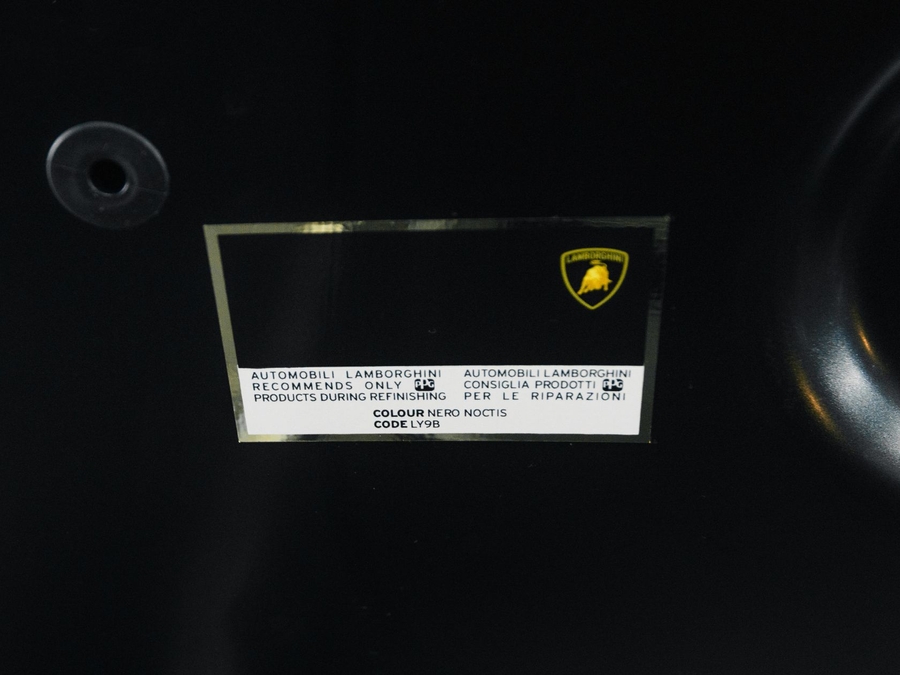 LAMBORGHINI
AUTOMOBILI LAMBORGHINI
RECOMMENDS ONLY PPG
PRODUCTS DURING REFINISHING
AUTOMOBILI LAMBORGHINI
CONSIGLIA PRODOTTI PPG
PER LE RIPARAZIONI
COLOUR NERO NOCTIS
CODE LY9B